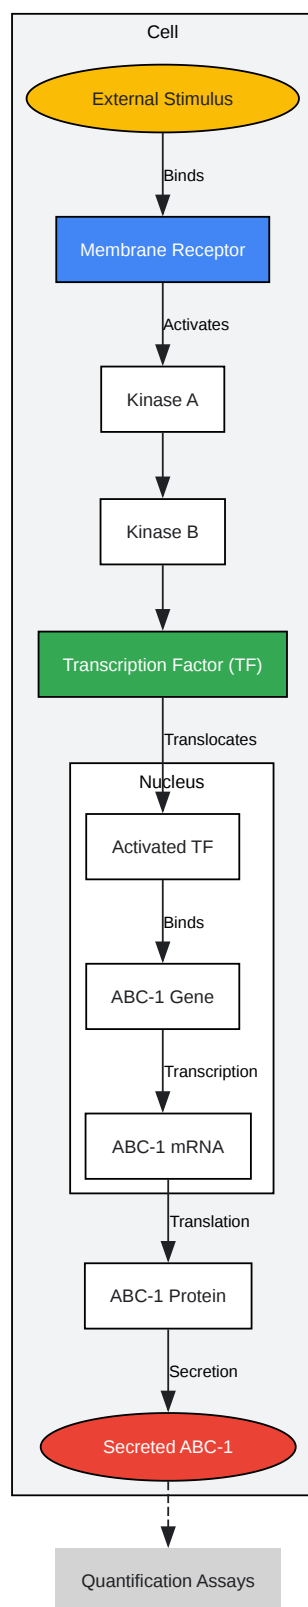 Cell
External Stimulus
Binds
Membrane Receptor
Activates
Kinase A
Kinase B
Transcription Factor (TF)
Translocates
Nucleus
Activated TF
Binds
ABC-1 Gene
Transcription
ABC-1 mRNA
Translation
ABC-1 Protein
Secretion
Secreted ABC-1
Quantification Assays